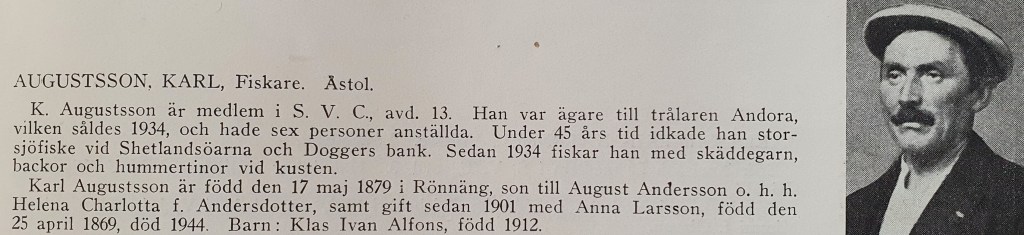 AUGUSTSSON, KARL, Fiskare. Åstol.
K. Augustsson är medlem i S. V. C., avd. 13. Han var ägare till trålaren Andora,
vilken såldes 1934, och hade sex personer anställda. Under 45 års tid idkade han stor-
sjöfiske vid Shetlandsöarna och Doggers bank. Sedan 1934 fiskar han med skäddegarn,
backor och hummertinor vid kusten.
Karl Augustsson är född den 17 maj 1879 i Rönnäng, son till August Andersson o. h. h.
Helena Charlotta f. Andersdotter, samt gift sedan 1901 med Anna Larsson, född den
25 april 1869, död 1944. Barn: Klas Ivan Alfons, född 1912.